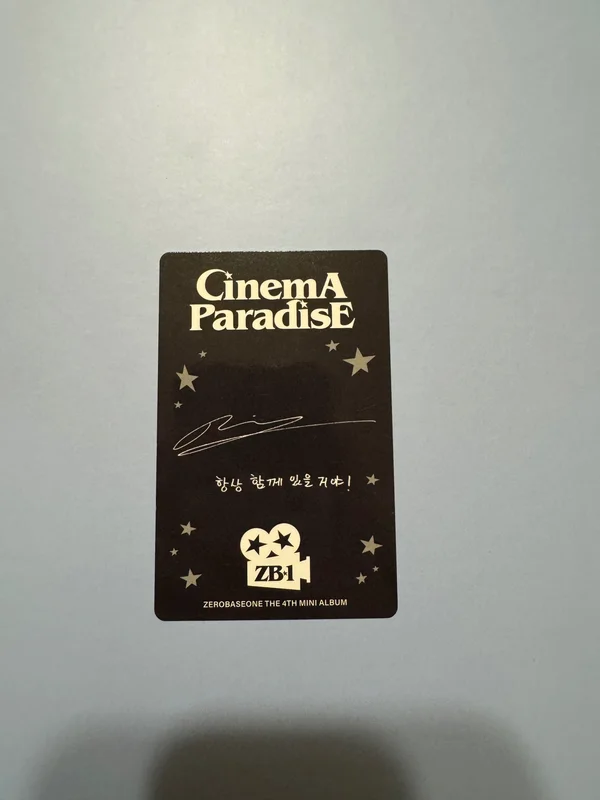 CinemA
ParadisE
항상 함께 있을 거야!
ZB1
ZEROBASEONE THE 4TH MINI ALBUM